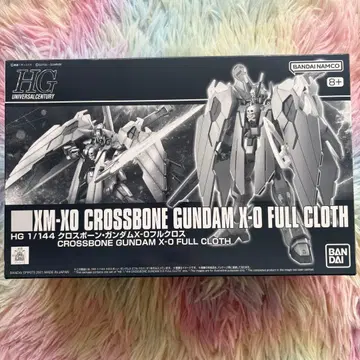 HG
UNIVERSAL CENTURY
BANDAI NAMCO
8+
XM-X0 CROSSBONE GUNDAM X-0 FULL CLOTH
HG 1/144 クロスボーン・ガンダムX-0フルクロス
CROSSBONE GUNDAM X-0 FULL CLOTH
BAN
DAI